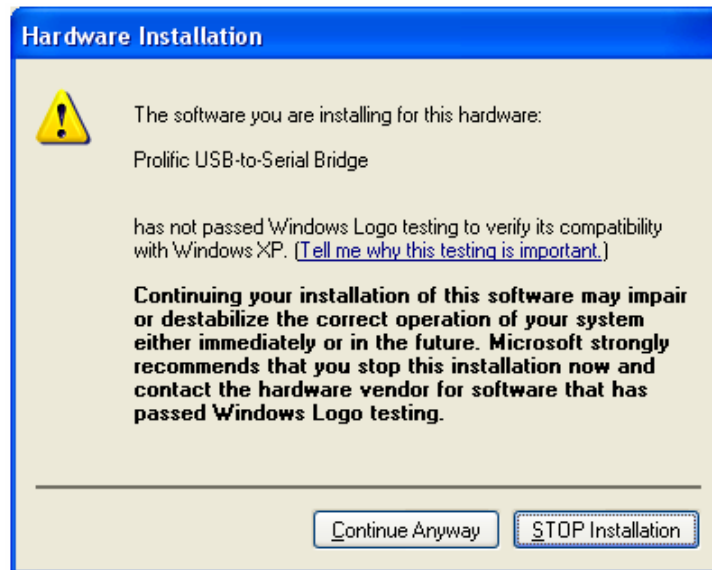 Hardware Installation
The software you are installing for this hardware:
Prolific USB-to-Serial Bridge
has not passed Windows Logo testing to verify its compatibility
with Windows XP. (Tell me why this testing is important.)
Continuing your installation of this software may impair
or destabilize the correct operation of your system
either immediately or in the future. Microsoft strongly
recommends that you stop this installation now and
contact the hardware vendor for software that has
passed Windows Logo testing.
Continue Anyway
STOP Installation